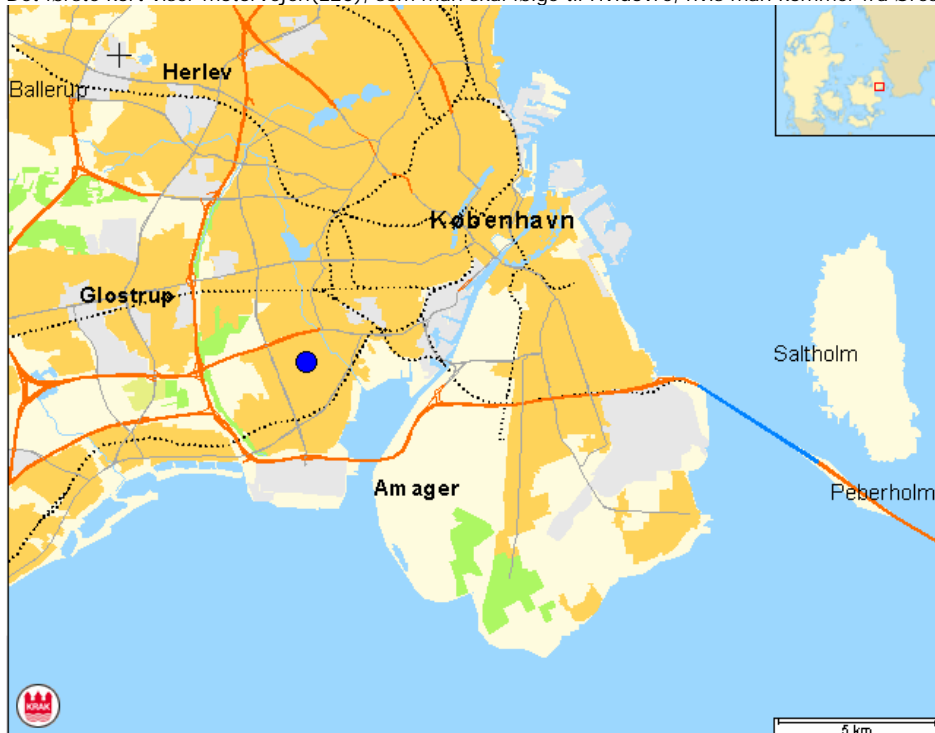 Herlev
Ballerup
København
Glostrup
Saltholm
Amager
Peberholm
KRAK
5 km